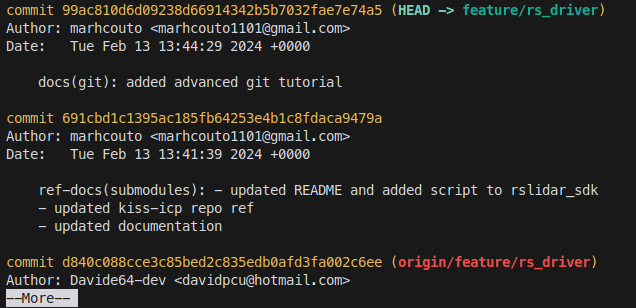 commit 99ac810d6d09238d66914342b5b7032fae7e74a5 (HEAD -> feature/rs_driver)
Author: marhcouto <marhcouto1101@gmail.com>
Date:   Tue Feb 13 13:44:29 2024 +0000
docs(git): added advanced git tutorial
commit 691cbd1c1395ac185fb64253e4b1c8fdaca9479a
Author: marhcouto <marhcouto1101@gmail.com>
Date:   Tue Feb 13 13:41:39 2024 +0000
ref-docs(submodules): - updated README and added script to rslidar_sdk
- updated kiss-icp repo ref
- updated documentation
commit d840c088cce3c85bed2c835edb0afd3fa002c6ee (origin/feature/rs_driver)
Author: Davide64-dev <davidpcu@hotmail.com>
--More--